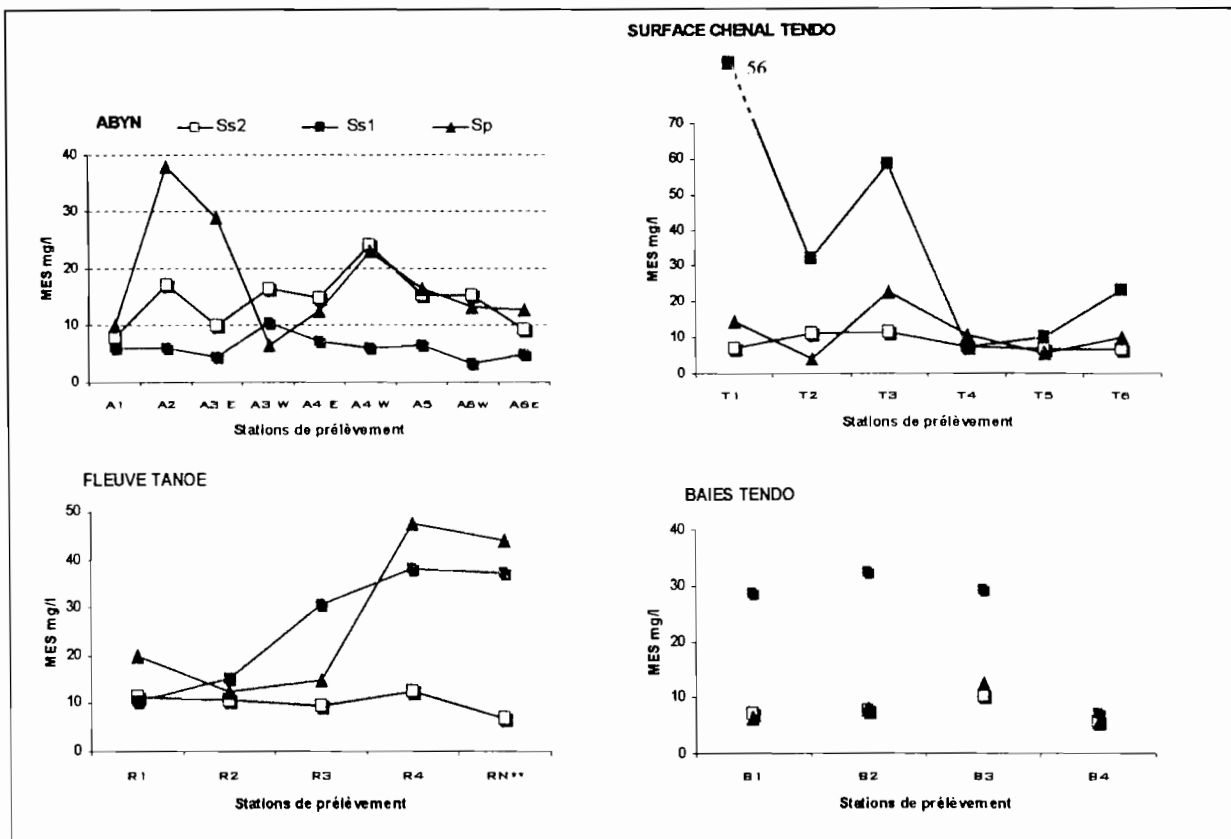 SURFACE CHENAL TENDO
56
ABYN Ss2 Ss1 Sp
MES mg/l
40
30
20
10
0
A1 A2 A3 E A3 W A4 E A4 W A5 A6W A6E
Stations de prélèvement
MES mg/l
70
60
50
40
30
20
10
0
T1 T2 T3 T4 T5 T6
Stations de prélèvement
FLEUVE TANOE
MES mg/l
50
40
30
20
10
0
R1 R2 R3 R4 RN**
Stations de prélèvement
BAIES TENDO
MES mg/l
40
30
20
10
0
B1 B2 B3 B4
Stations de prélèvement